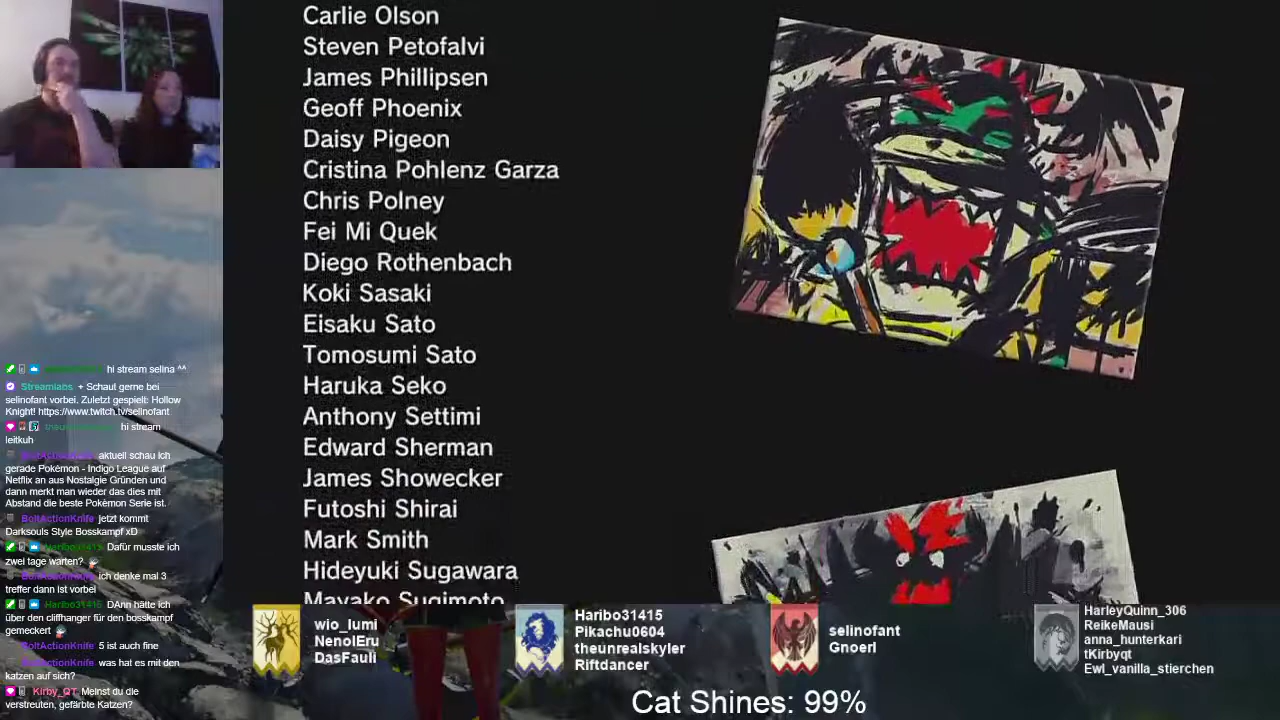 Carlie Olson
Steven Petofalvi
James Phillipsen
Geoff Phoenix
Daisy Pigeon
Cristina Pohlenz Garza
Chris Polney
Fei Mi Quek
Diego Rothenbach
Koki Sasaki
Eisaku Sato
Tomosumi Sato
Haruka Seko
Anthony Settimi
Edward Sherman
James Showecker
Futoshi Shirai
Mark Smith
Hideyuki Sugawara
Mayako Sugimoto
hi stream selina ^^
Streamlabs + Schaut gerne bei
selinofant vorbei. Zuletzt gespielt: Hollow
Knight! https://www.twitch.tv/selinofant
hi stream
leitkuh
aktuell schau ich
gerade Pokémon - Indigo League auf
Netflix an aus Nostalgie Gründen und
dann merkt man wieder das dies mit
Abstand die beste Pokémon Serie ist.
BoltActionKnife jetzt kommt
Darksouls Style Bosskampf xD
Haribo31415 Dafür musste ich
zwei tage warten?
BoltActionKnife ich denke mal 3
treffer dann ist vorbei
Haribo31415 DAnn hätte ich
über den cliffhanger für den bosskampf
gemeckert
BoltActionKnife 5 ist auch fine
BoltActionKnife was hat es mit den
katzen auf sich?
Kirby_QT Meinst du die
verstreuten, gefärbte Katzen?
wio_lumi
NenolEru
DasFauli
Haribo31415
Pikachu0604
theunrealskyler
Riftdancer
selinofant
Gnoerl
HarleyQuinn_306
ReikeMausi
anna_hunterkari
tKirbyqt
Ewl_vanilla_stierchen
Cat Shines: 99%